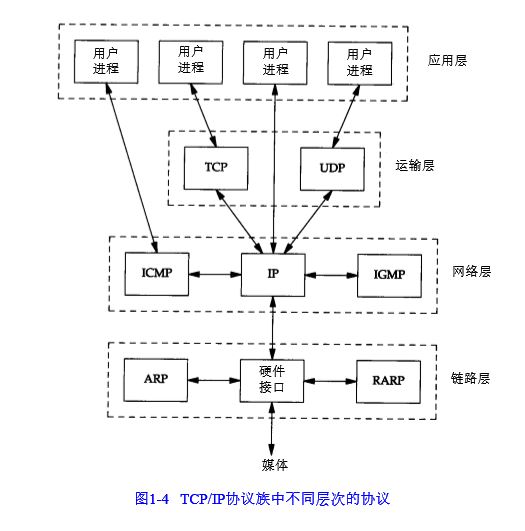 用户 用户 用户 用户
进程 进程 进程 进程
应用层
TCP UDP 运输层
ICMP IP IGMP 网络层
ARP 硬件 RARP 链路层
接口
媒体
图1-4 TCP/IP协议族中不同层次的协议